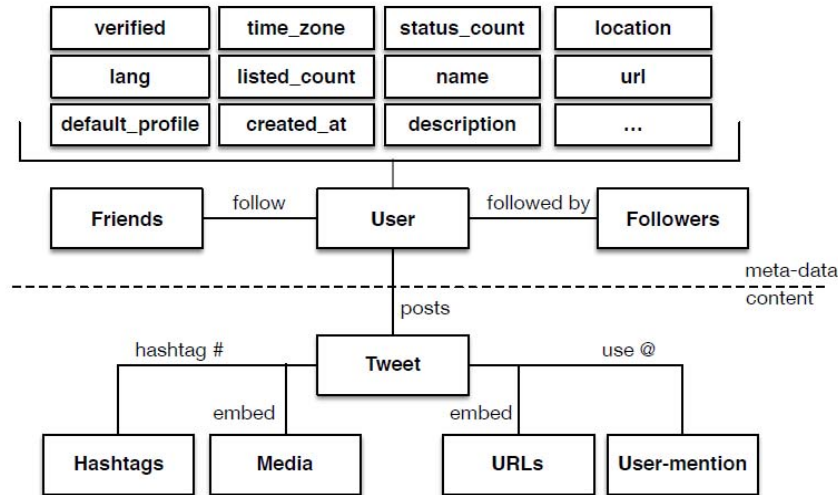 verified time_zone status_count location
lang listed_count name url
default_profile created_at description ...
Friends follow User followed by Followers
meta-data
content
posts
hashtag # Tweet use @
embed embed
Hashtags Media URLs User-mention